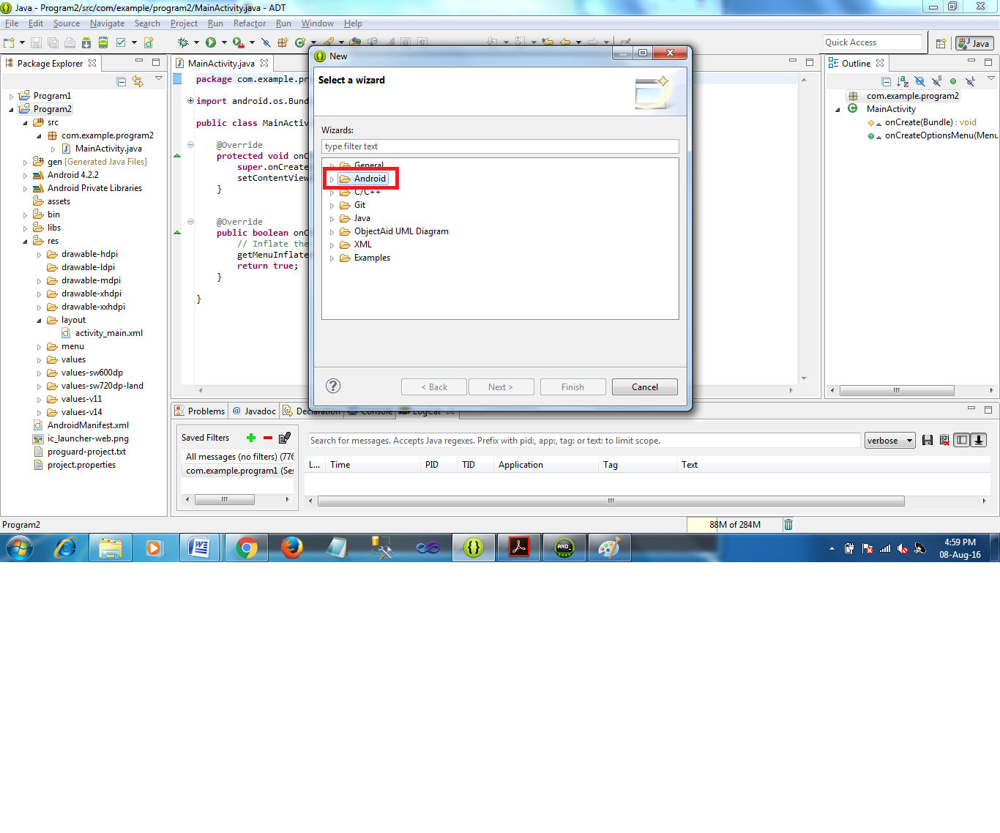 Java - Program2/src/com/example/program2/MainActivity.java - ADT
File Edit Source Navigate Search Project Run Refactor Run Window Help
Quick Access
Java
Package Explorer
Program1
Program2
src
com.example.program2
MainActivity.java
gen [Generated Java Files]
Android 4.2.2
Android Private Libraries
assets
bin
libs
res
drawable-hdpi
drawable-ldpi
drawable-mdpi
drawable-xhdpi
drawable-xxhdpi
layout
activity_main.xml
menu
values
values-sw600dp
values-sw720dp-land
values-v11
values-v14
AndroidManifest.xml
ic_launcher-web.png
proguard-project.txt
project.properties
MainActivity.java
package com.example.pr
import android.os.Bund
public class MainActiv
@Override
protected void onC
super.onCreate
setContentView
}
@Override
public boolean onC
// Inflate the
getMenuInflate
return true;
}
}
New
Select a wizard
Wizards:
type filter text
General
Android
C/C++
Git
Java
ObjectAid UML Diagram
XML
Examples
< Back Next > Finish Cancel
Outline
com.example.program2
MainActivity
onCreate(Bundle) : void
onCreateOptionsMenu(Menu
Problems @ Javadoc Declaration Console LogCat
Saved Filters
All messages (no filters) (776
com.example.program1 (Ses
Search for messages. Accepts Java regexes. Prefix with pid:, app:, tag: or text: to limit scope.
verbose
L... Time PID TID Application Tag Text
Program2
88M of 284M
AND_
4:59 PM
08-Aug-16